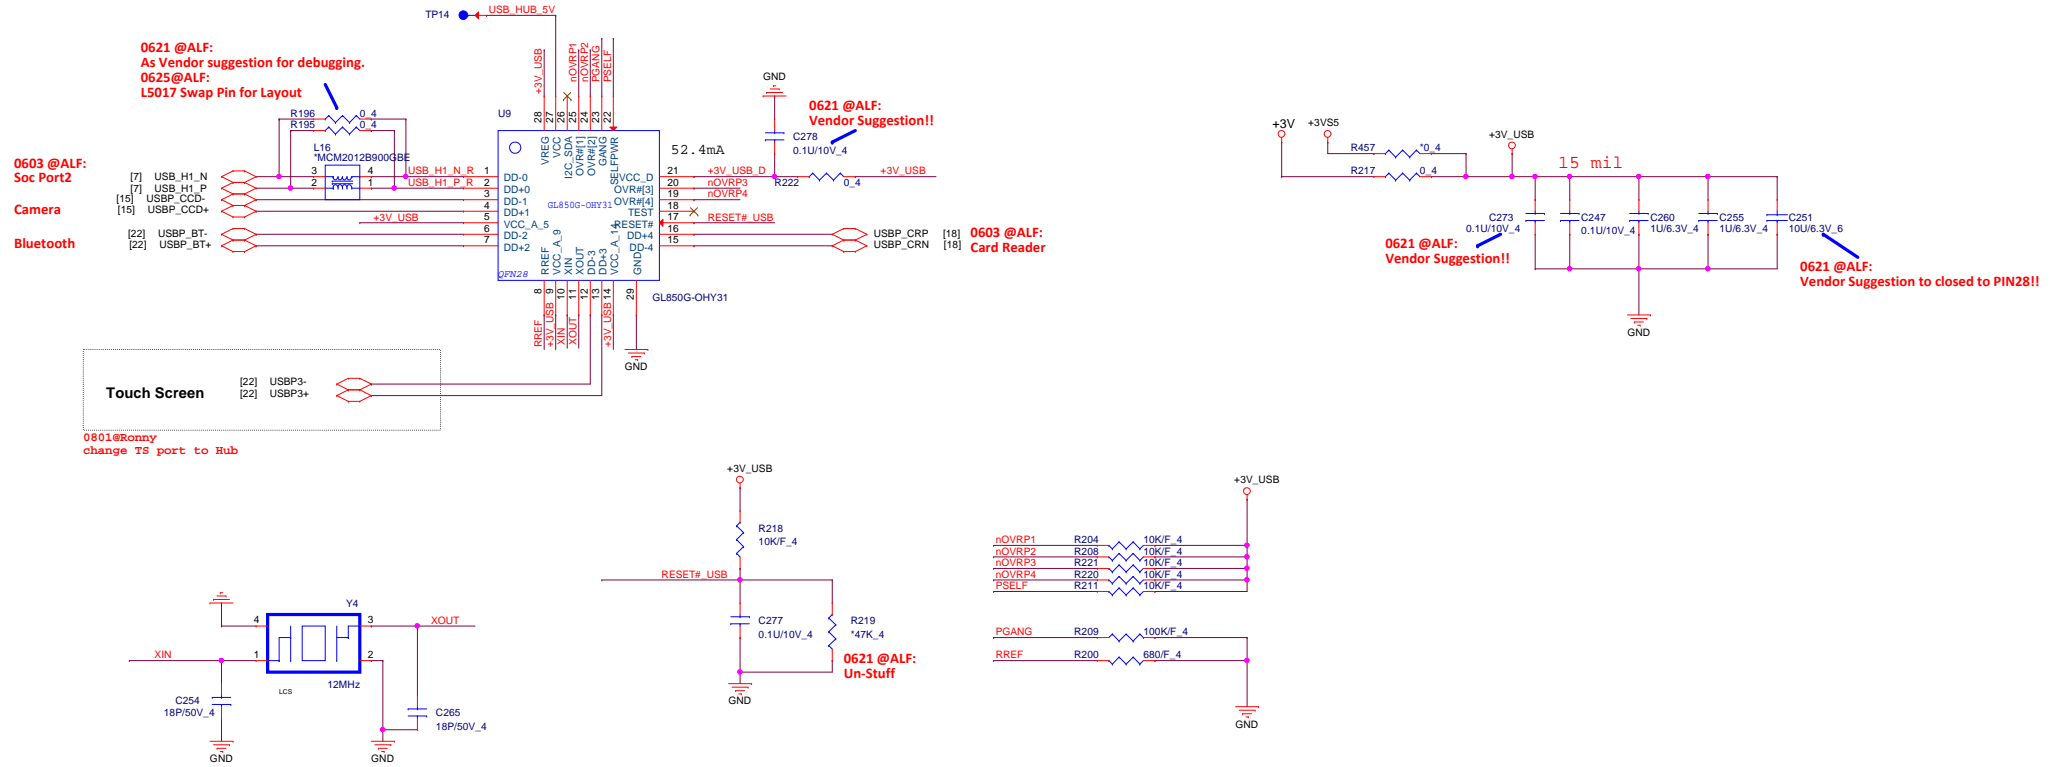 TP14
USB_HUB_5V
0621 @ALF:
As Vendor suggestion for debugging.
0625@ALF:
L5017 Swap Pin for Layout
R196 0_4
R195 0_4
L16
*MCM2012B900GBE
3 4
2 1
0603 @ALF:
Soc Port2
[7] USB_H1_N
[7] USB_H1_P
[15] USBP_CCD-
Camera
[15] USBP_CCD+
[22] USBP_BT-
Bluetooth
[22] USBP_BT+
USB_H1_N_R
USB_H1_P_R
+3V_USB
U9
+3V_USB
nOVRP1
nOVRP2
PGANG
PSELF
28
27
26
25
24
23
22
VREG
VCC
I2C_SDA
OVR#[1]
OVR#[2]
GANG
SELFPWR
1 DD-0
2 DD+0
3 DD-1
4 DD+1
5 VCC_A_5
6 DD-2
7 DD+2
GL850G-OHY31
QFN28
VCC_D 21
OVR#[3] 20
OVR#[4] 19
TEST 18
RESET# 17
DD+4 16
DD-4 15
RREF
VCC_A_9
XIN
XOUT
DD-3
DD+3
VCC_A_14
GND
8
9
10
11
12
13
14
29
RREF
+3V_USB
XIN
XOUT
+3V_USB
GND
GL850G-OHY31
52.4mA
GND
C278
0.1U/10V_4
0621 @ALF:
Vendor Suggestion!!
+3V_USB_D
nOVRP3
nOVRP4
RESET#_USB
R222 0_4
+3V_USB
USBP_CRP [18]
USBP_CRN [18]
0603 @ALF:
Card Reader
+3V
+3VS5
R457 *0_4
R217 0_4
+3V_USB
15 mil
C273
0.1U/10V_4
C247
0.1U/10V_4
C260
1U/6.3V_4
C255
1U/6.3V_4
C251
10U/6.3V_6
0621 @ALF:
Vendor Suggestion!!
0621 @ALF:
Vendor Suggestion to closed to PIN28!!
GND
Touch Screen
[22] USBP3-
[22] USBP3+
0801@Ronny
change TS port to Hub
+3V_USB
R218
10K/F_4
RESET#_USB
C277
0.1U/10V_4
R219
*47K_4
0621 @ALF:
Un-Stuff
GND
+3V_USB
nOVRP1 R204 10K/F_4
nOVRP2 R208 10K/F_4
nOVRP3 R221 10K/F_4
nOVRP4 R220 10K/F_4
PSELF R211 10K/F_4
PGANG R209 100K/F_4
RREF R200 680/F_4
GND
Y4
4 3
XOUT
XIN
1 2
LCS
12MHz
C254
18P/50V_4
C265
18P/50V_4
GND
GND